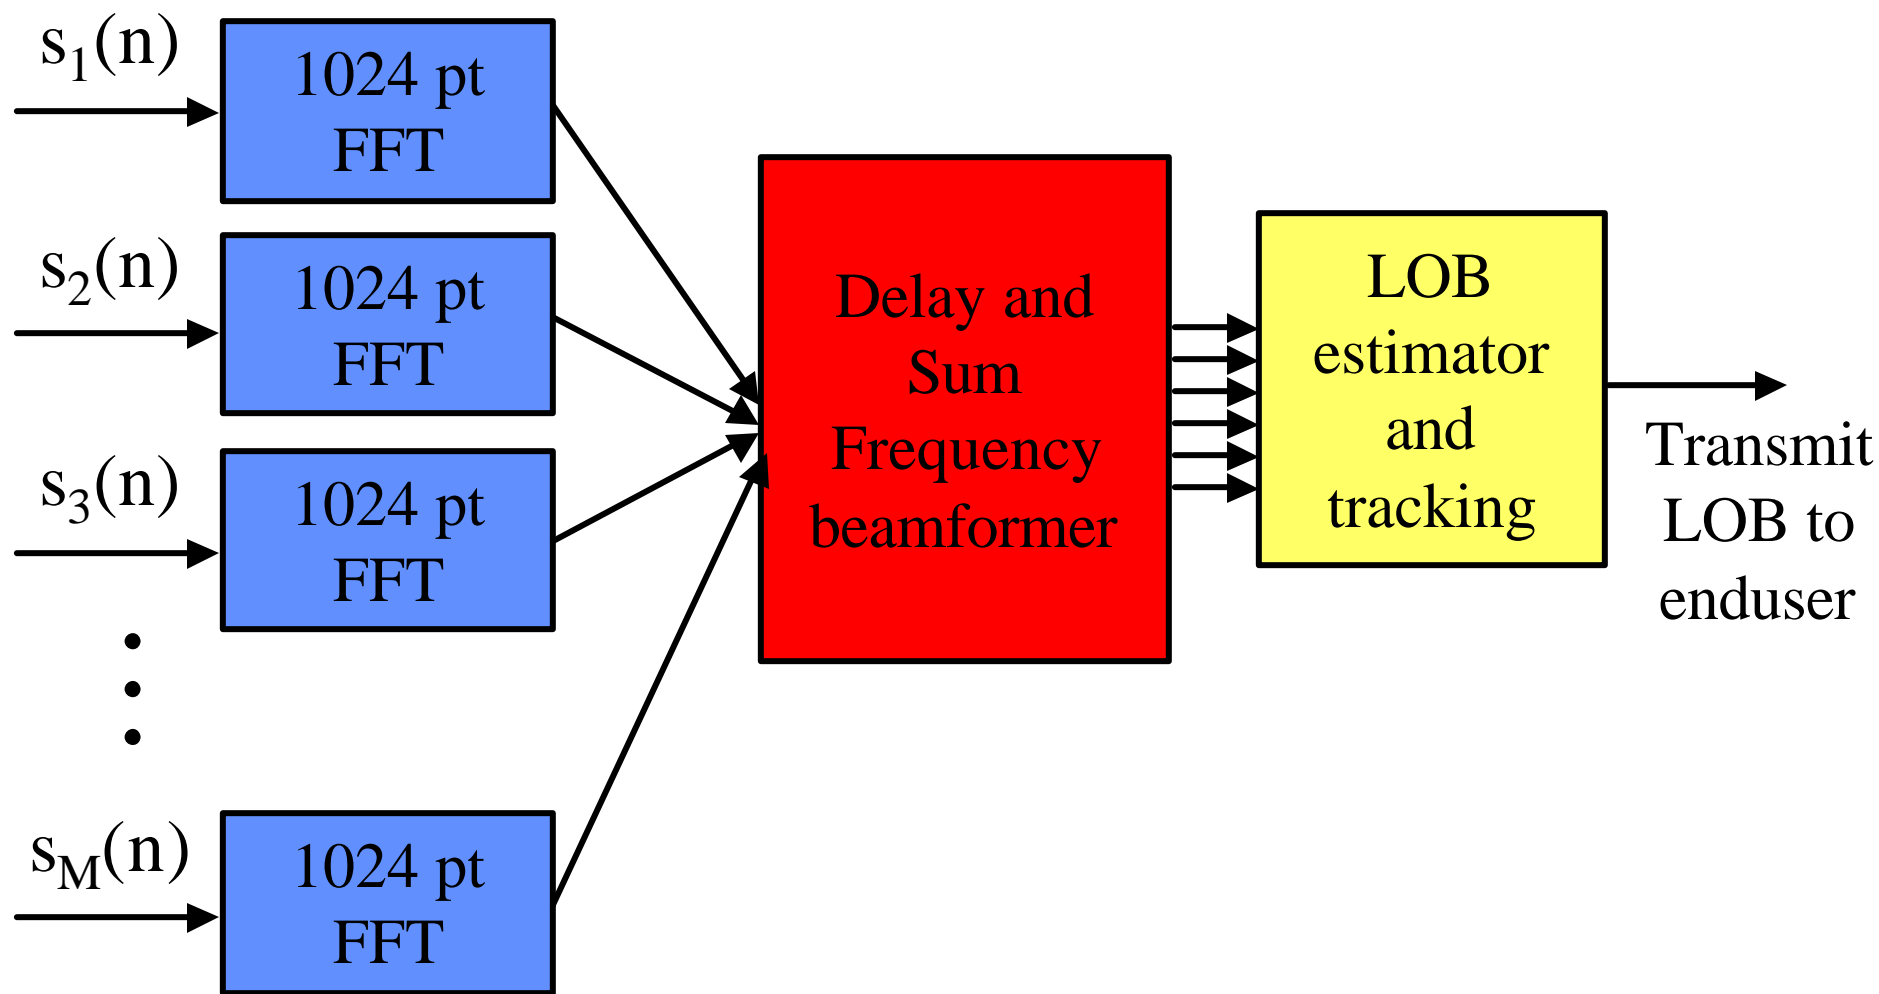 s1(n)
1024 pt
FFT
s2(n)
1024 pt
FFT
s3(n)
1024 pt
FFT
sM(n)
1024 pt
FFT
Delay and
Sum
Frequency
beamformer
LOB
estimator
and
tracking
Transmit
LOB to
enduser